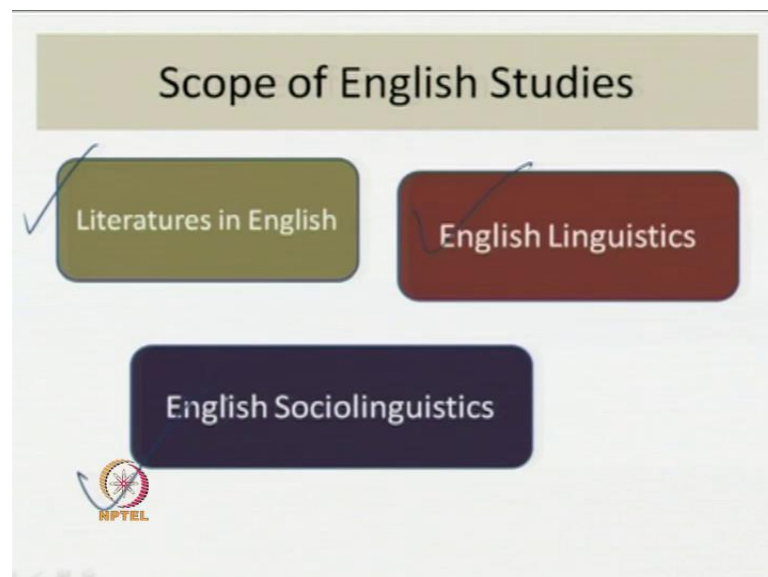 Scope of English Studies
Literatures in English
English Linguistics
English Sociolinguistics
NPTEL